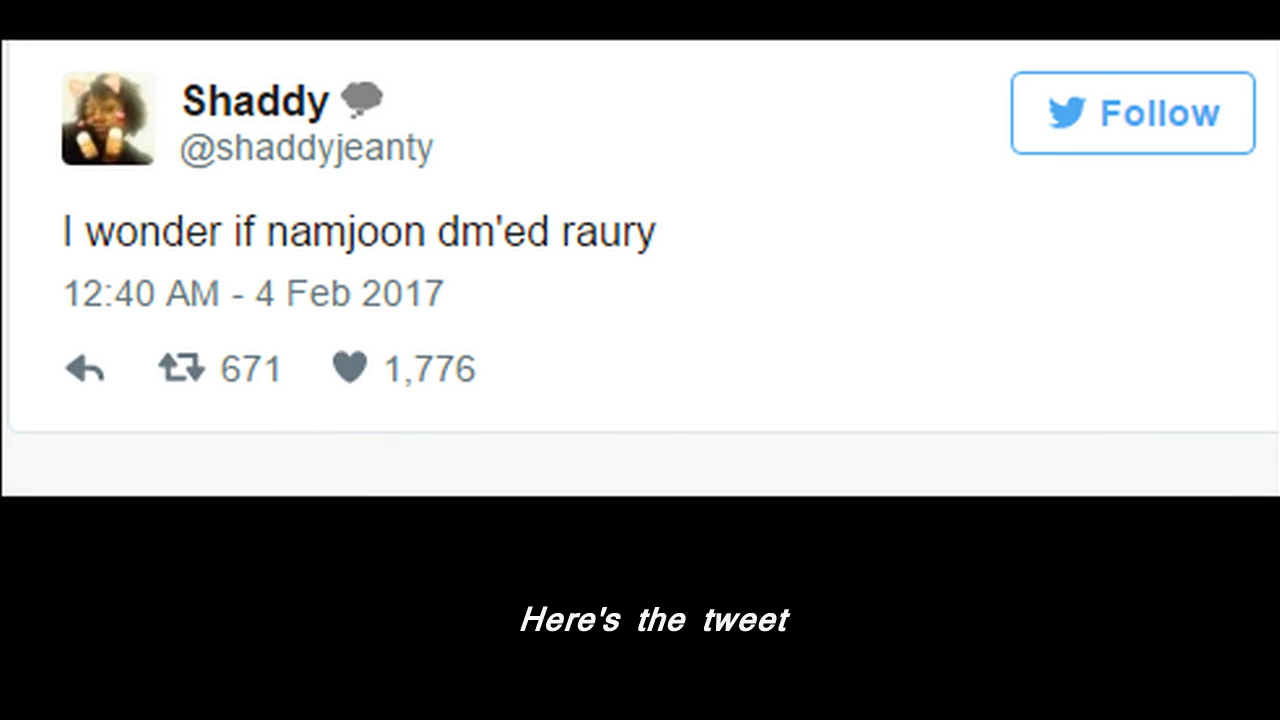 Shaddy
Follow
@shaddyjeanty
I wonder if namjoon dm'ed raury
12:40 AM - 4 Feb 2017
671 1,776
Here's the tweet